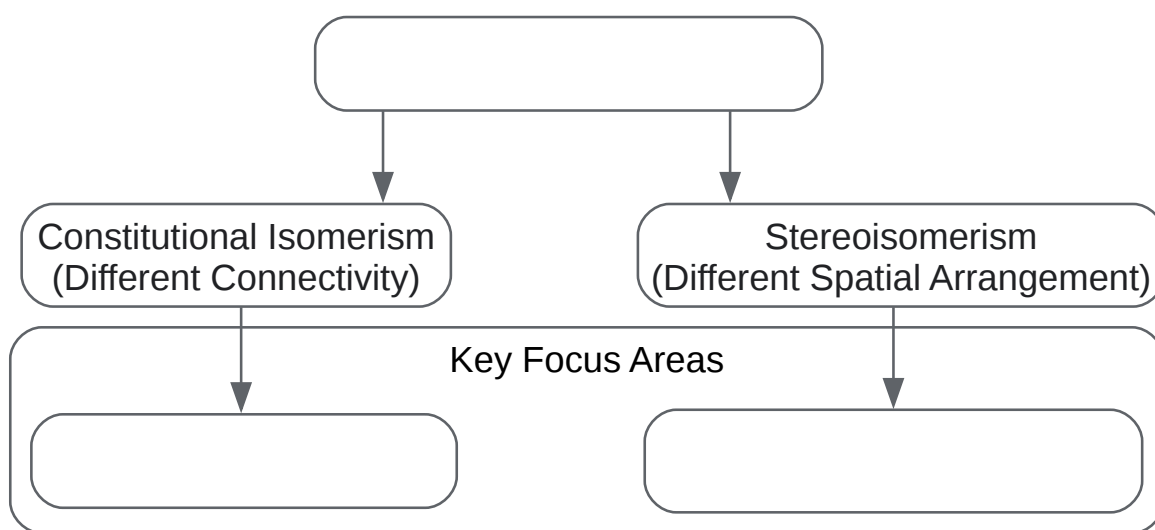 Constitutional Isomerism
(Different Connectivity)
Stereoisomerism
(Different Spatial Arrangement)
Key Focus Areas